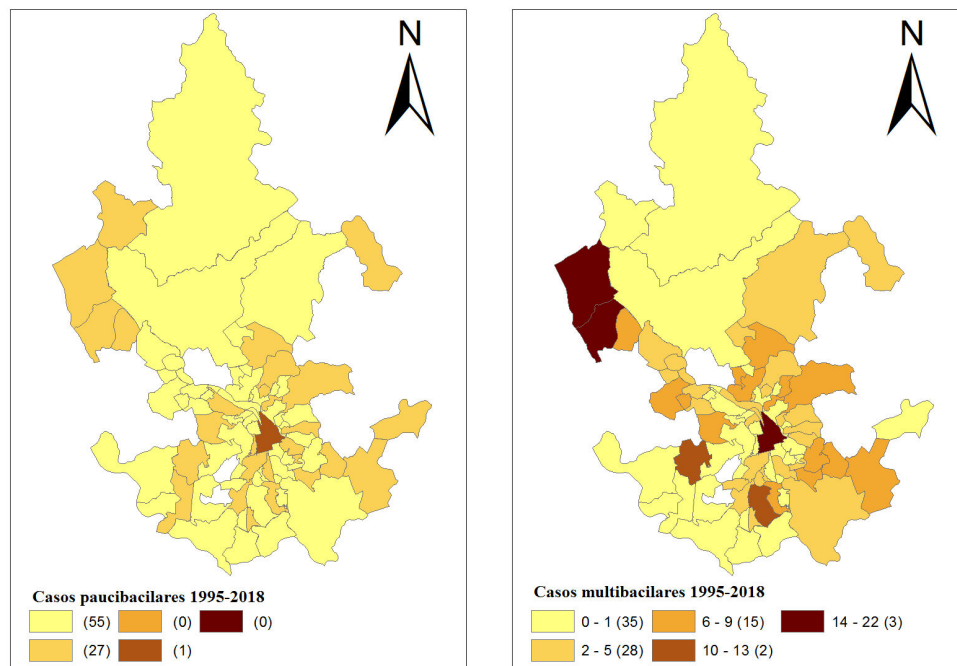 N
Casos paucibacilares 1995-2018
(55) (0) (0)
(27) (1)
N
Casos multibacilares 1995-2018
0 - 1 (35) 6 - 9 (15) 14 - 22 (3)
2 - 5 (28) 10 - 13 (2)